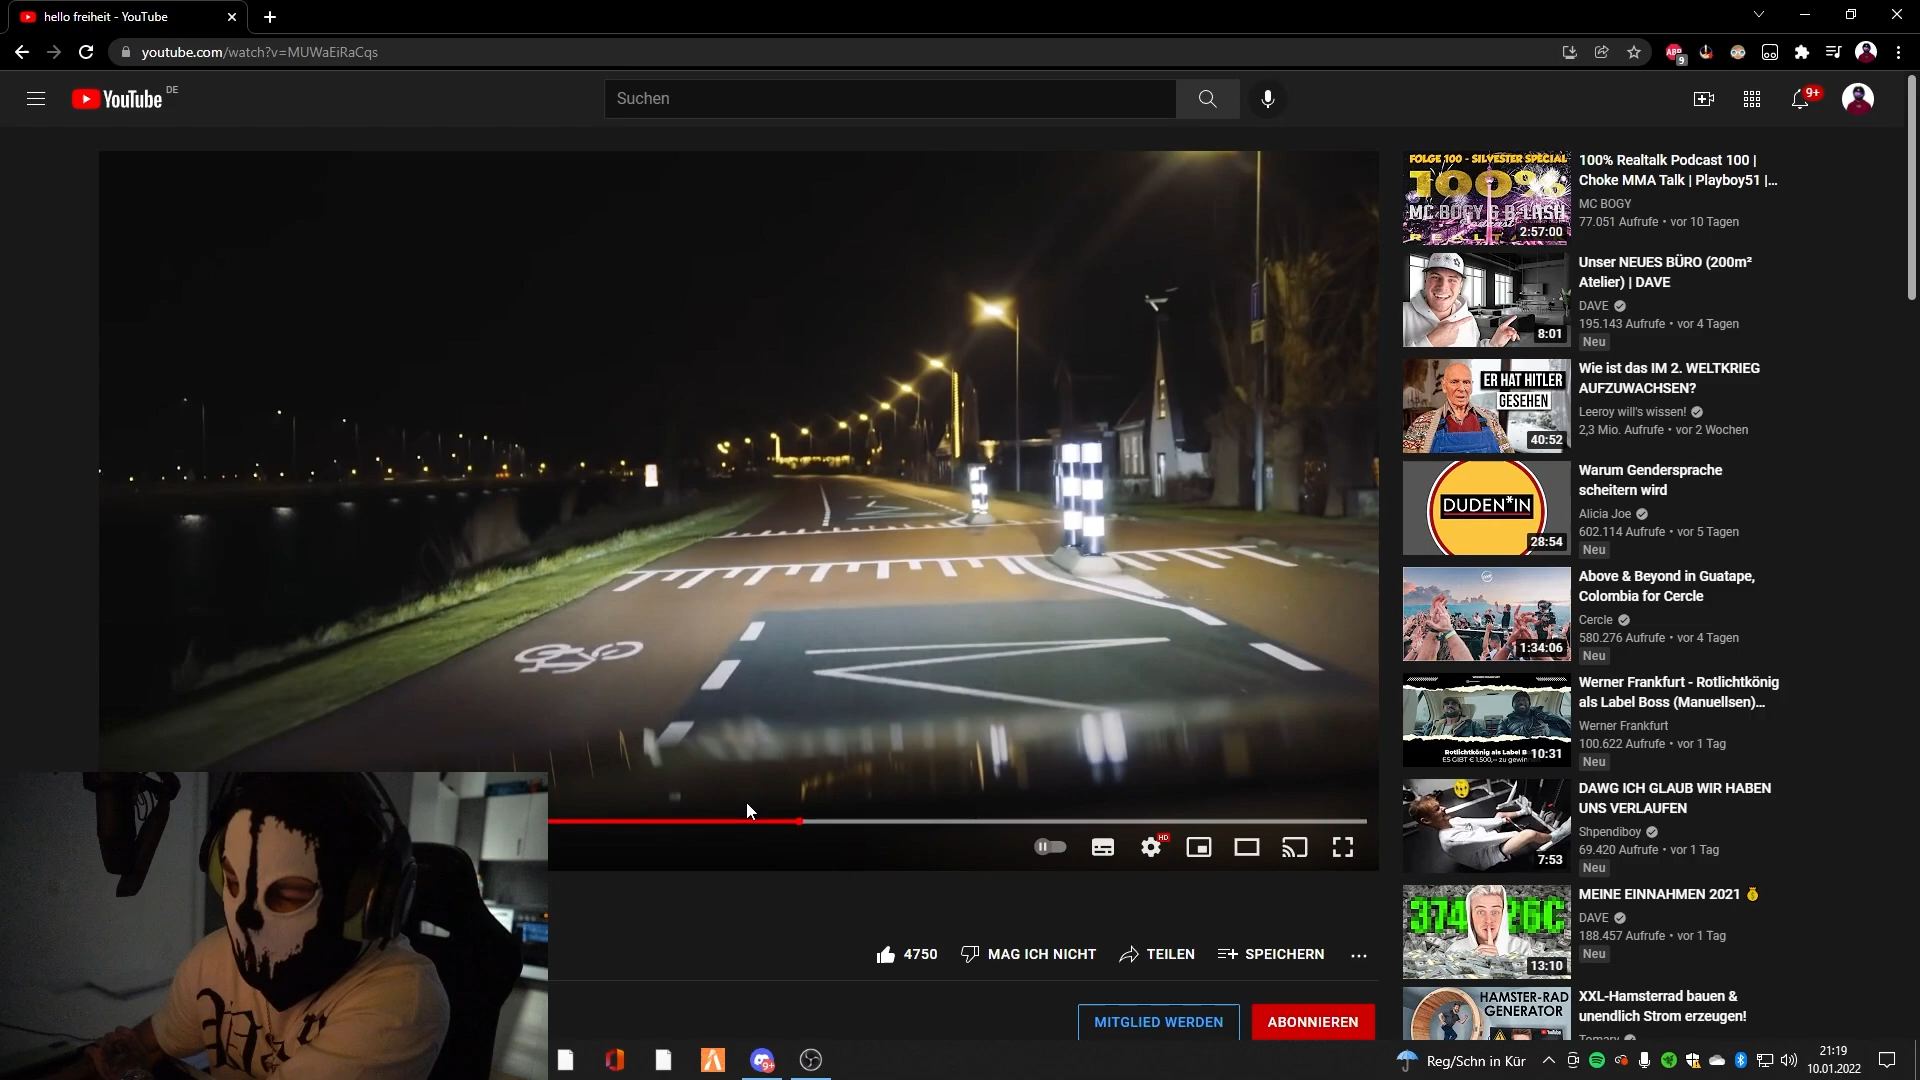 hello freiheit - YouTube
youtube.com/watch?v=MUWaEiRaCqs
ABP
9
YouTube DE
Suchen
9+
FOLGE 100 - SILVESTER SPECIAL
100%
MC BOGY & B-LASH
2:57:00
100% Realtalk Podcast 100 |
Choke MMA Talk | Playboy51 |...
MC BOGY
77.051 Aufrufe • vor 10 Tagen
8:01
Unser NEUES BÜRO (200m²
Atelier) | DAVE
DAVE
195.143 Aufrufe • vor 4 Tagen
Neu
ER HAT HITLER
GESEHEN
40:52
Wie ist das IM 2. WELTKRIEG
AUFZUWACHSEN?
Leeroy will's wissen!
2,3 Mio. Aufrufe • vor 2 Wochen
DUDEN*IN
28:54
Warum Gendersprache
scheitern wird
Alicia Joe
602.114 Aufrufe • vor 5 Tagen
Neu
1:34:06
Above & Beyond in Guatape,
Colombia for Cercle
Cercle
580.276 Aufrufe • vor 4 Tagen
Neu
Rotlichtkönig als Label B
10:31
Werner Frankfurt - Rotlichtkönig
als Label Boss (Manuellsen)...
Werner Frankfurt
100.622 Aufrufe • vor 1 Tag
Neu
7:53
DAWG ICH GLAUB WIR HABEN
UNS VERLAUFEN
Shpendiboy
69.420 Aufrufe • vor 1 Tag
Neu
13:10
MEINE EINNAHMEN 2021
DAVE
188.457 Aufrufe • vor 1 Tag
Neu
HAMSTER-RAD
GENERATOR
XXL-Hamsterrad bauen &
unendlich Strom erzeugen!
HD
4750 MAG ICH NICHT TEILEN SPEICHERN
MITGLIED WERDEN ABONNIEREN
9+
Reg/Schn in Kür
21:19
10.01.2022